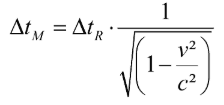 Δt_M = Δt_R · 1 / √(1 − v²/c²)